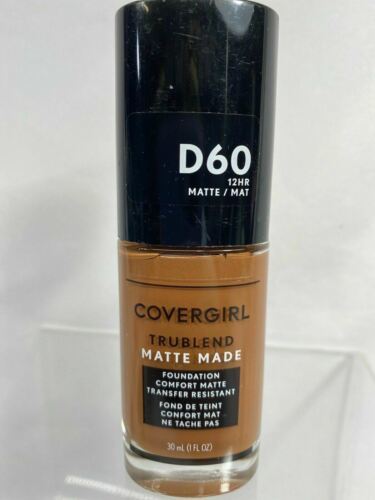 D60
12HR
MATTE / MAT
COVERGIRL
TRUBLEND
MATTE MADE
FOUNDATION
COMFORT MATTE
TRANSFER RESISTANT
FOND DE TEINT
CONFORT MAT
NE TACHE PAS
30 mL (1 FL OZ)